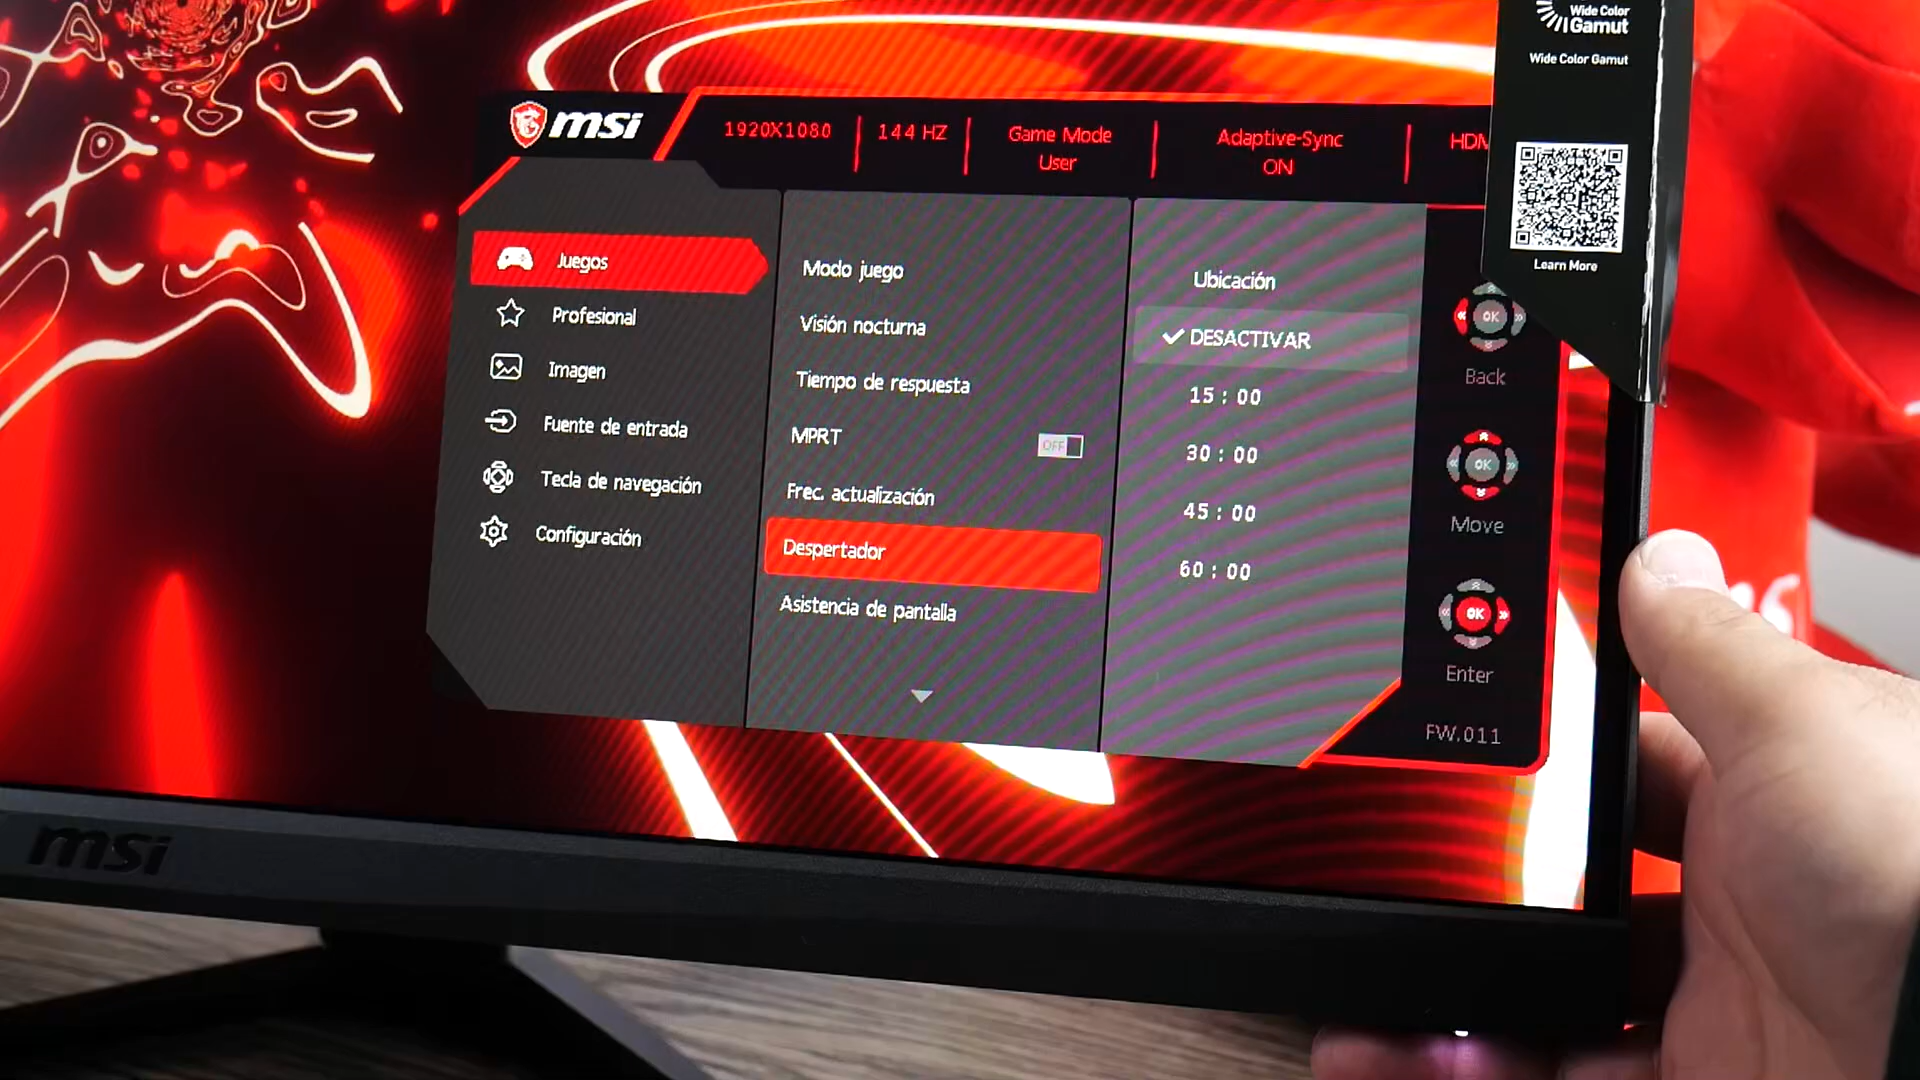 Wide Color
Gamut
Wide Color Gamut
Learn More
msi
1920X1080
144 HZ
Game Mode
User
Adaptive-Sync
ON
HDM
Juegos
Profesional
Imagen
Fuente de entrada
Tecla de navegación
Configuración
Modo juego
Visión nocturna
Tiempo de respuesta
MPRT
OFF
Frec. actualización
Despertador
Asistencia de pantalla
Ubicación
DESACTIVAR
15 : 00
30 : 00
45 : 00
60 : 00
OK
Back
OK
Move
OK
Enter
FW.011
msi